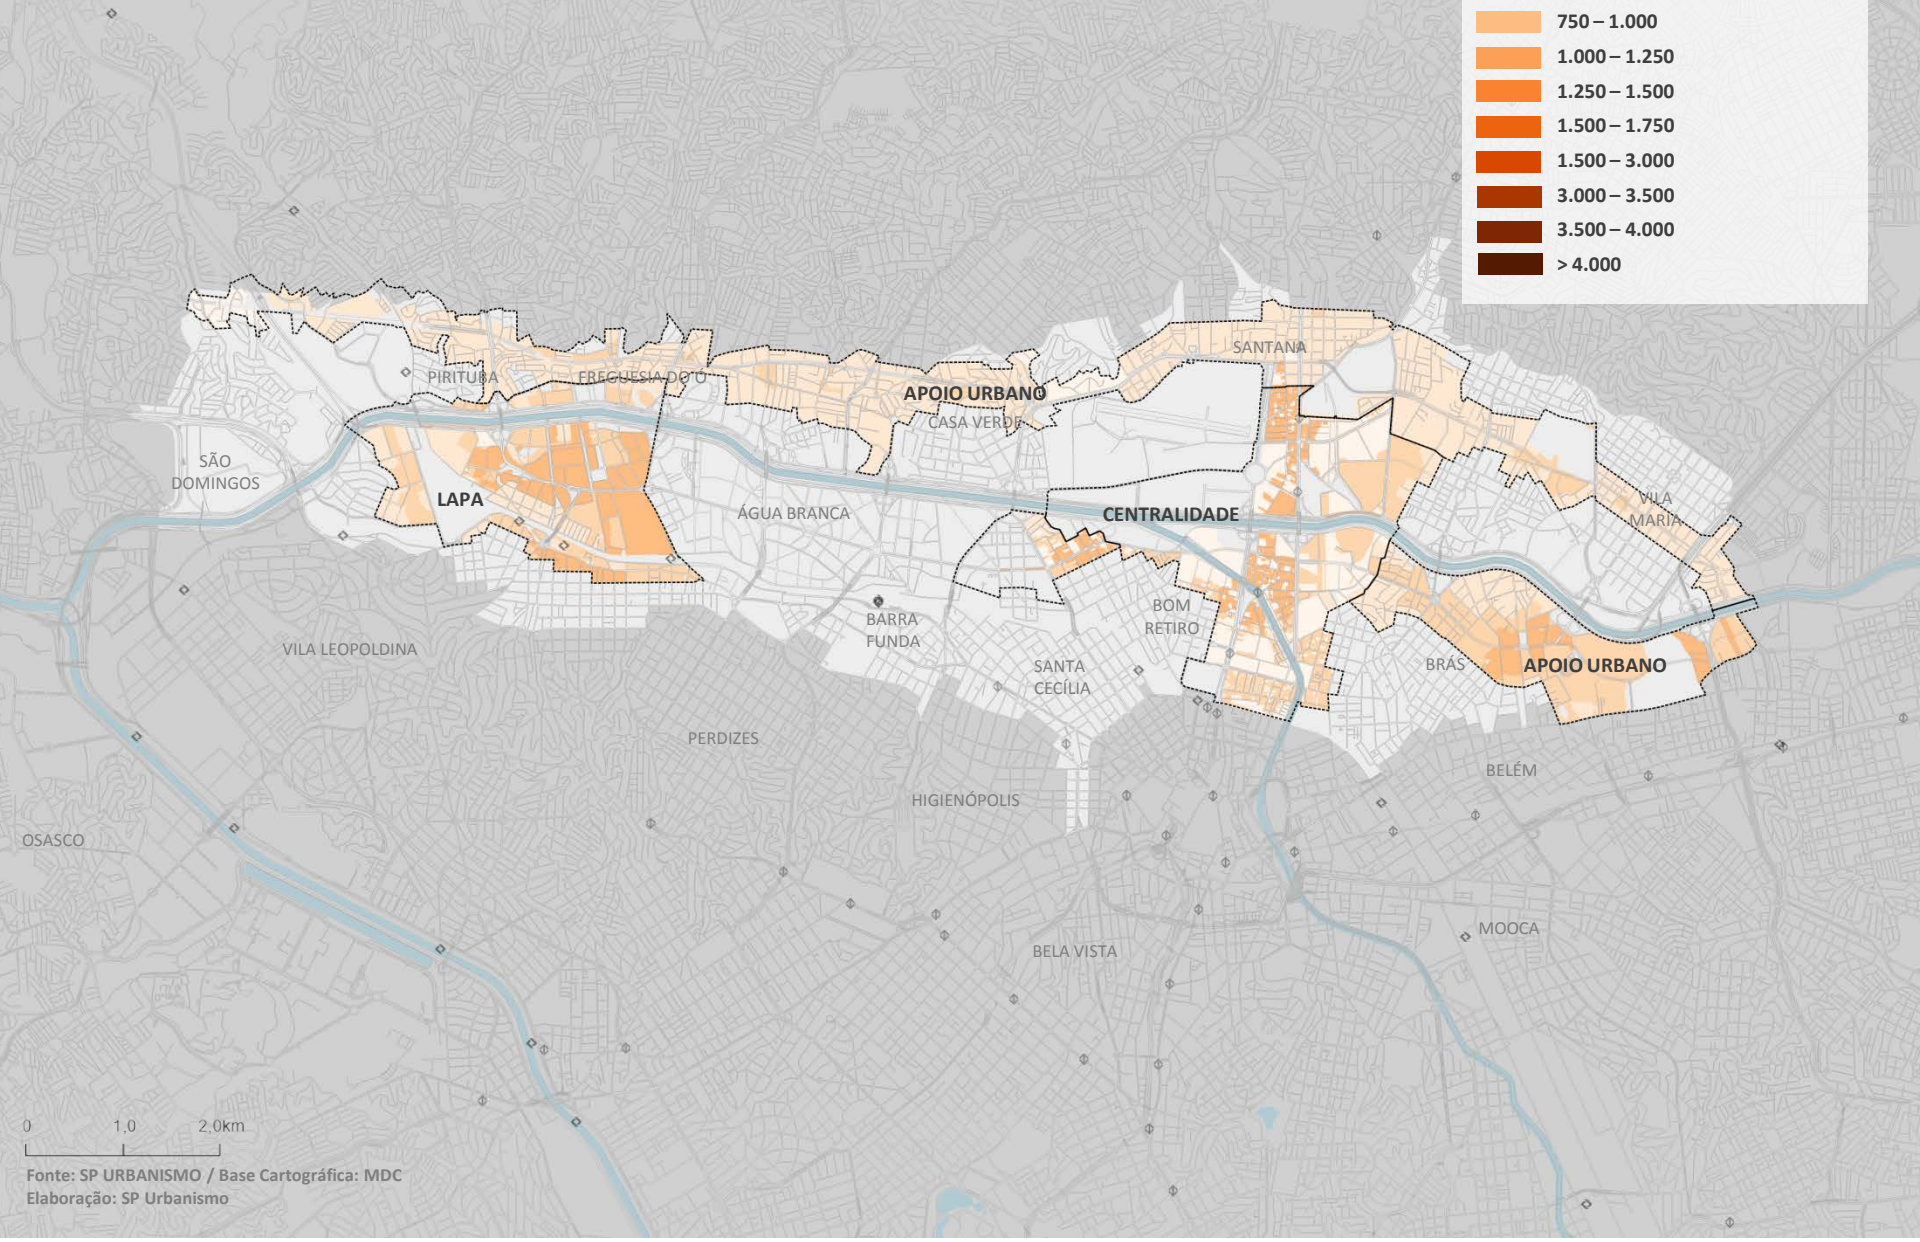 750 – 1.000
1.000 – 1.250
1.250 – 1.500
1.500 – 1.750
1.500 – 3.000
3.000 – 3.500
3.500 – 4.000
> 4.000
SANTANA
PIRITUBA
FREGUESIA DO Ó
APOIO URBANO
CASA VERDE
SÃO
DOMINGOS
LAPA
ÁGUA BRANCA
CENTRALIDADE
VILA
MARIA
BARRA
FUNDA
BOM
RETIRO
VILA LEOPOLDINA
SANTA
CECÍLIA
BRÁS
APOIO URBANO
PERDIZES
BELÉM
HIGIENÓPOLIS
OSASCO
MOOCA
BELA VISTA
0 1,0 2,0km
Fonte: SP URBANISMO / Base Cartográfica: MDC
Elaboração: SP Urbanismo